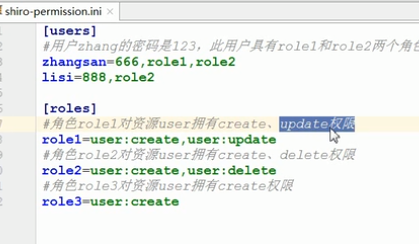 shiro-permission.ini ×
[users]
#用户zhang的密码是123，此用户具有role1和role2两个角色
zhangsan=666,role1,role2
lisi=888,role2
[roles]
#角色role1对资源user拥有create、update权限
role1=user:create,user:update
#角色role2对资源user拥有create、delete权限
role2=user:create,user:delete
#角色role3对资源user拥有create权限
role3=user:create